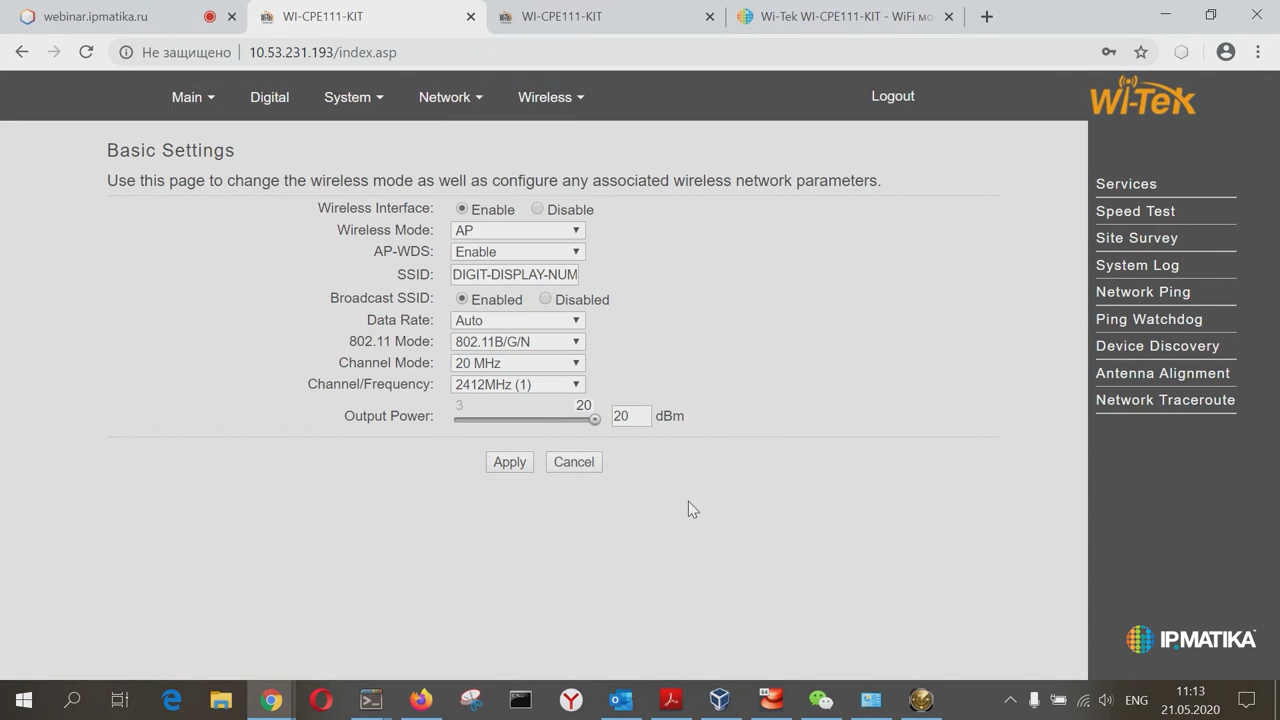 webinar.ipmatika.ru
WI-CPE111-KIT
WI-CPE111-KIT
Wi-Tek WI-CPE111-KIT - WiFi мо
Не защищено
10.53.231.193/index.asp
Main
Digital
System
Network
Wireless
Logout
Wi-Tek
Basic Settings
Use this page to change the wireless mode as well as configure any associated wireless network parameters.
Wireless Interface: Enable Disable
Wireless Mode: AP
AP-WDS: Enable
SSID: DIGIT-DISPLAY-NUM
Broadcast SSID: Enabled Disabled
Data Rate: Auto
802.11 Mode: 802.11B/G/N
Channel Mode: 20 MHz
Channel/Frequency: 2412MHz (1)
3 20
Output Power: 20 dBm
Apply Cancel
Services
Speed Test
Site Survey
System Log
Network Ping
Ping Watchdog
Device Discovery
Antenna Alignment
Network Traceroute
IPMATIKA
64
ENG
11:13
21.05.2020